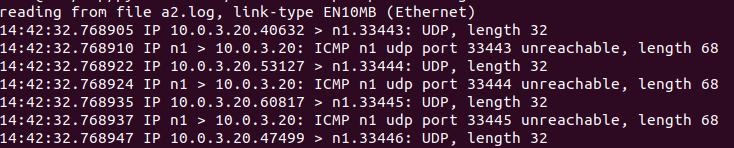 reading from file a2.log, link-type EN10MB (Ethernet)
14:42:32.768905 IP 10.0.3.20.40632 > n1.33443: UDP, length 32
14:42:32.768910 IP n1 > 10.0.3.20: ICMP n1 udp port 33443 unreachable, length 68
14:42:32.768922 IP 10.0.3.20.53127 > n1.33444: UDP, length 32
14:42:32.768924 IP n1 > 10.0.3.20: ICMP n1 udp port 33444 unreachable, length 68
14:42:32.768935 IP 10.0.3.20.60817 > n1.33445: UDP, length 32
14:42:32.768937 IP n1 > 10.0.3.20: ICMP n1 udp port 33445 unreachable, length 68
14:42:32.768947 IP 10.0.3.20.47499 > n1.33446: UDP, length 32